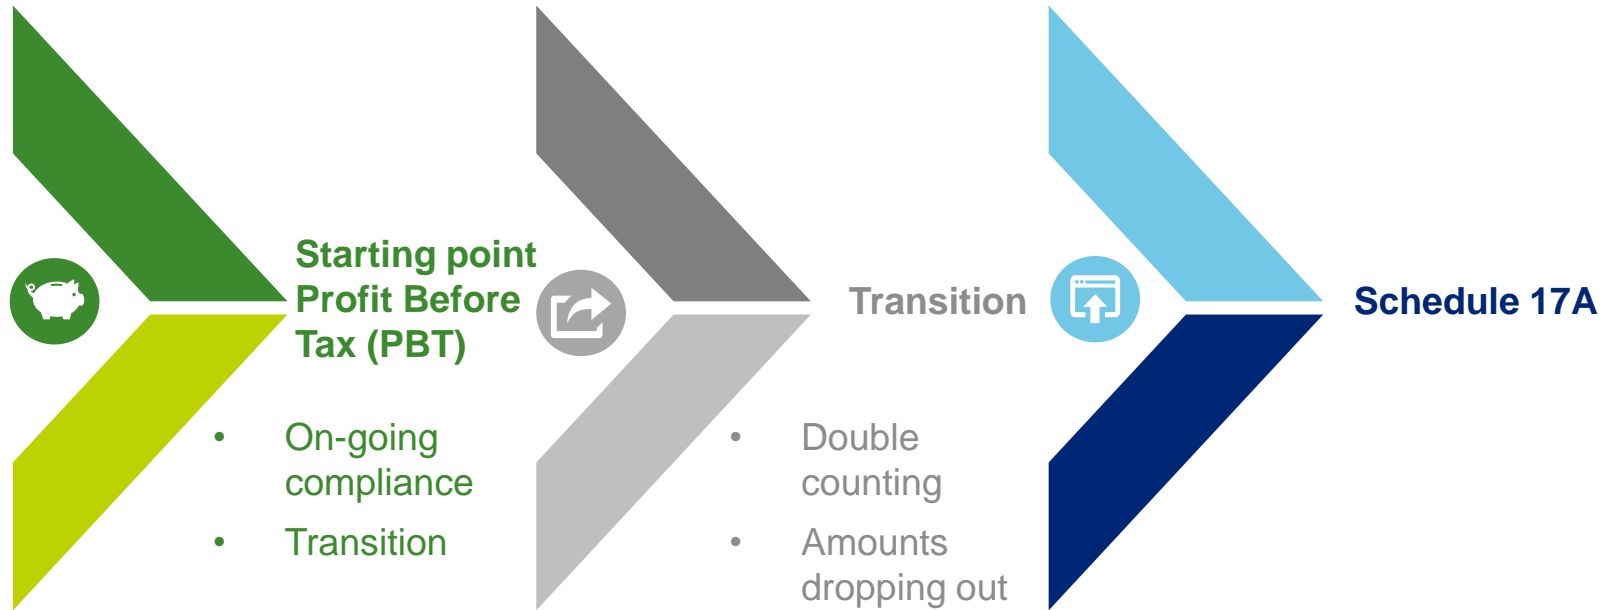 Starting point
Profit Before
Tax (PBT)
• On-going
compliance
• Transition
Transition
• Double
counting
• Amounts
dropping out
Schedule 17A